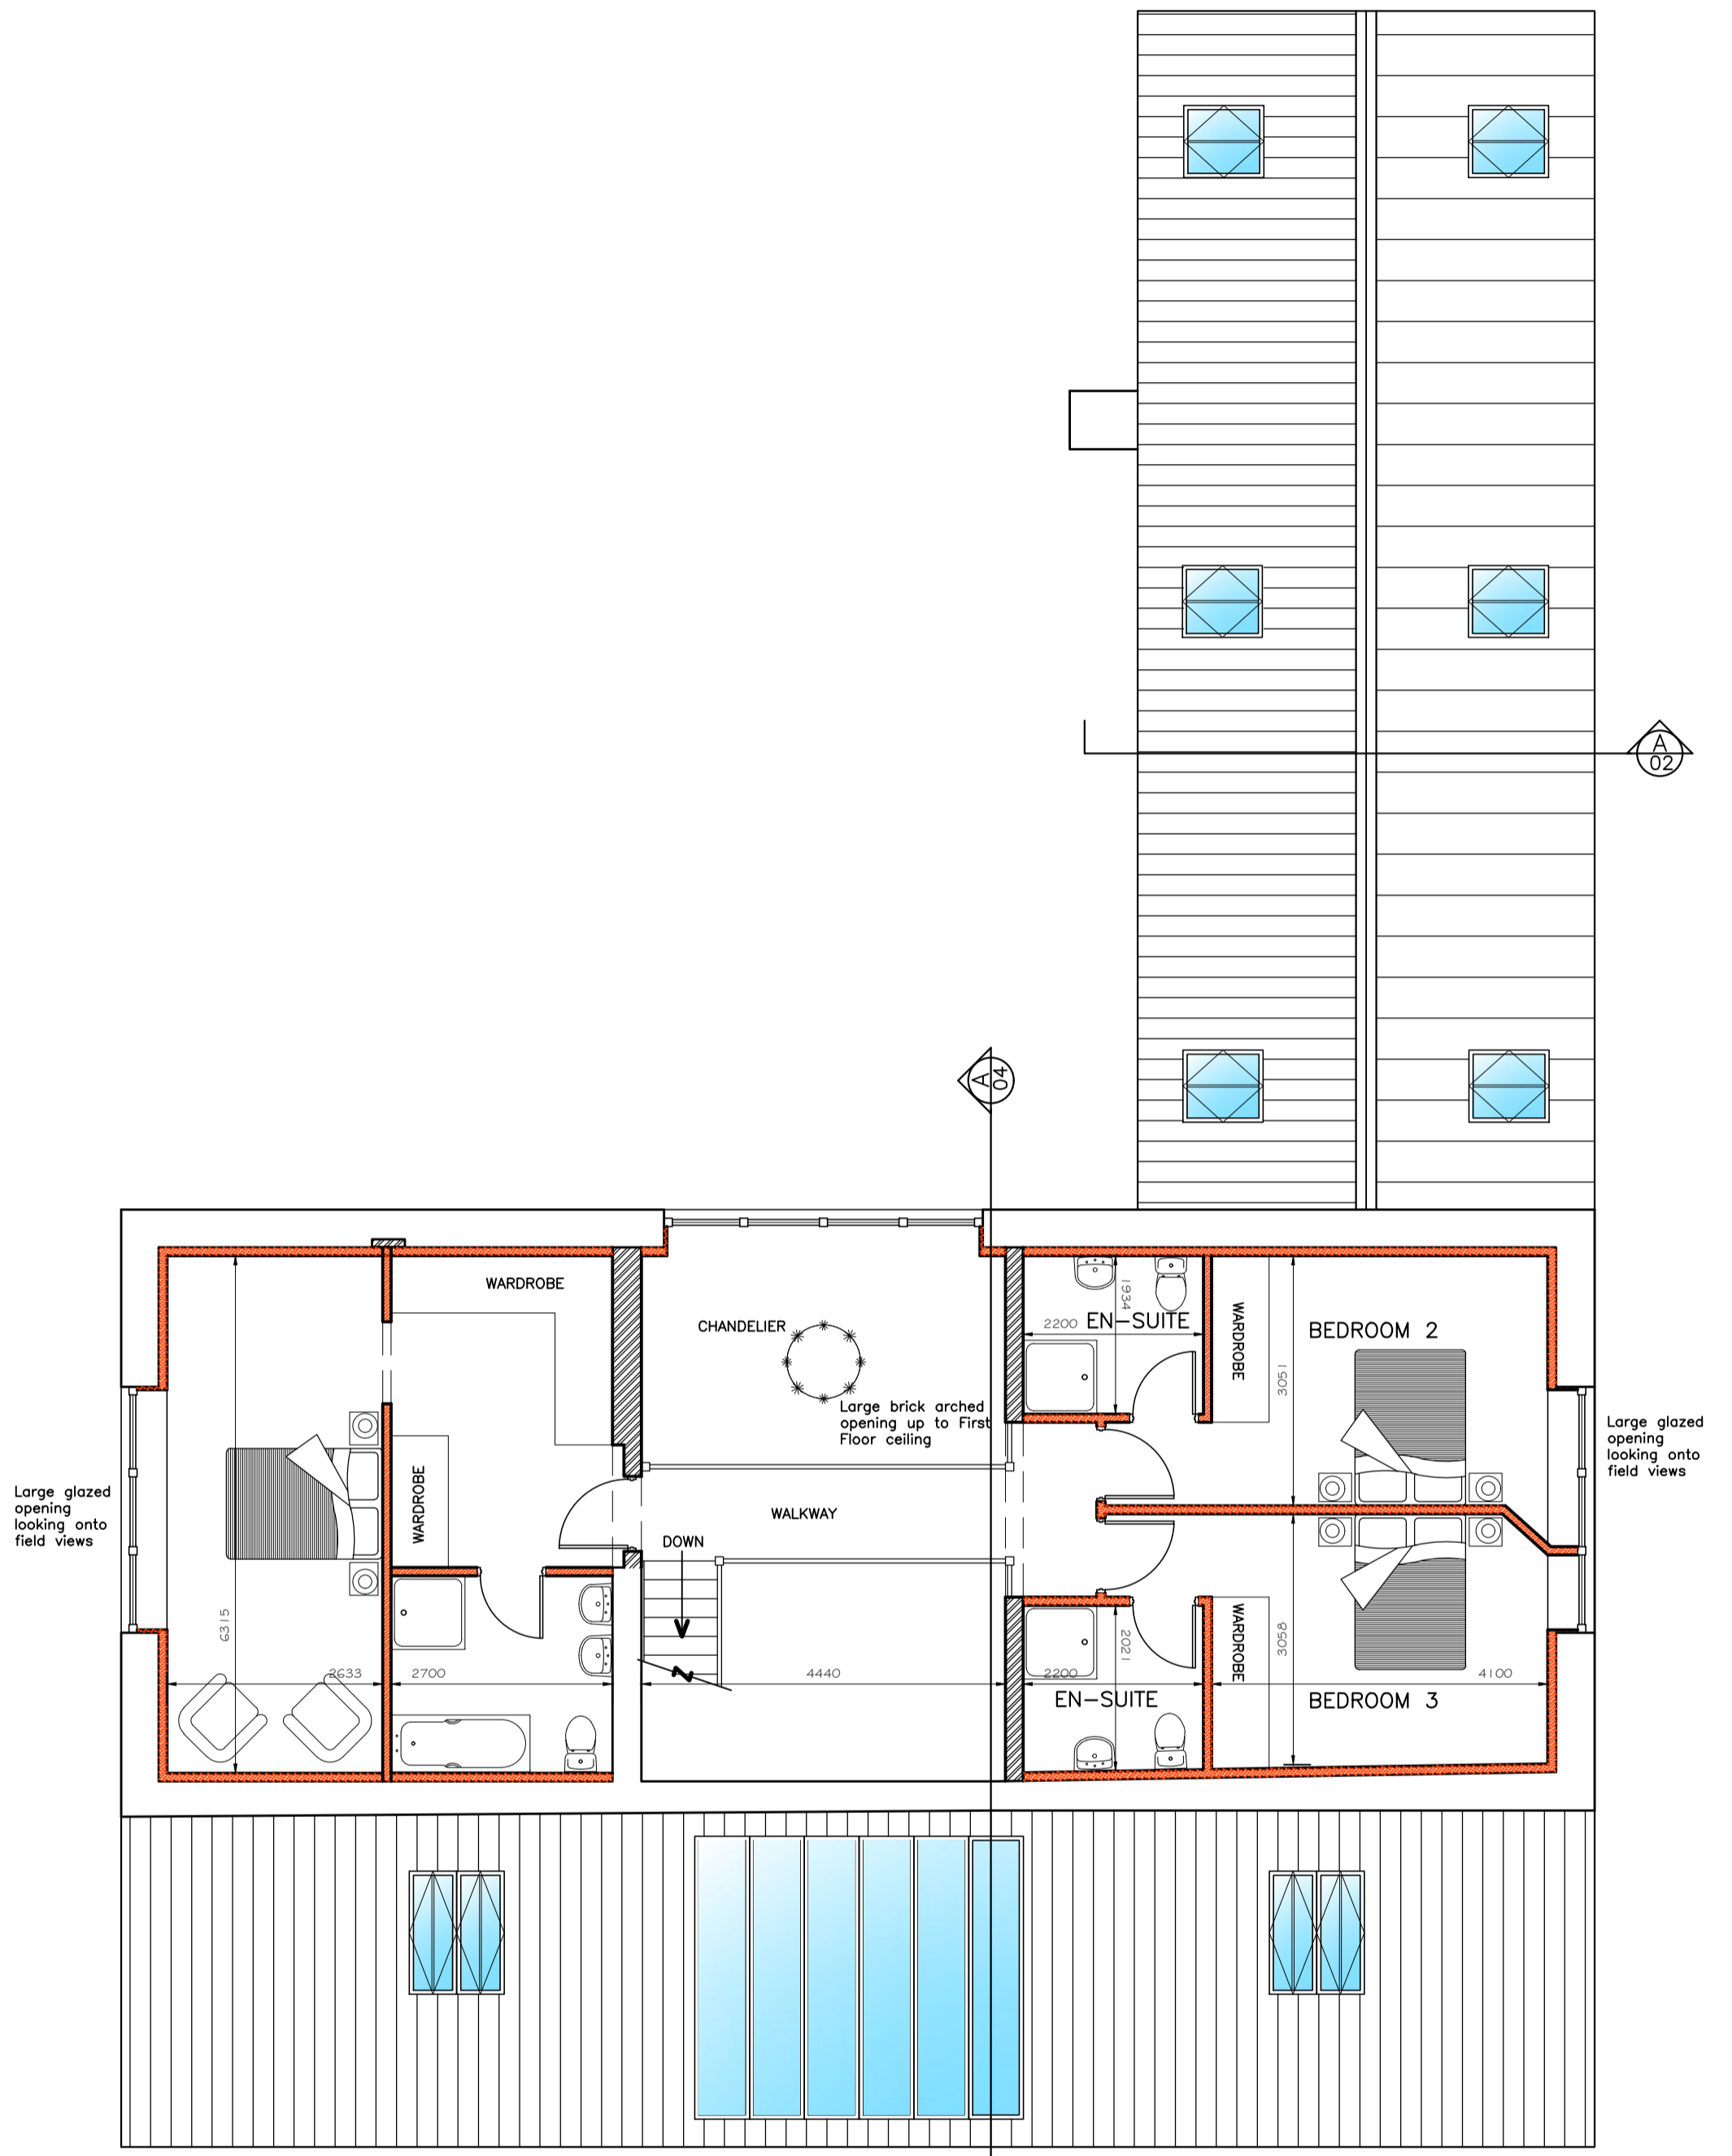 A
02
A
04
WARDROBE
CHANDELIER
Large brick arched
opening up to First
Floor ceiling
WALKWAY
DOWN
WARDROBE
Large glazed
opening
looking onto
field views
6315
2633
2700
4440
2200
EN-SUITE
1934
WARDROBE
BEDROOM 2
3051
Large glazed
opening
looking onto
field views
2021
2200
EN-SUITE
WARDROBE
3058
4100
BEDROOM 3